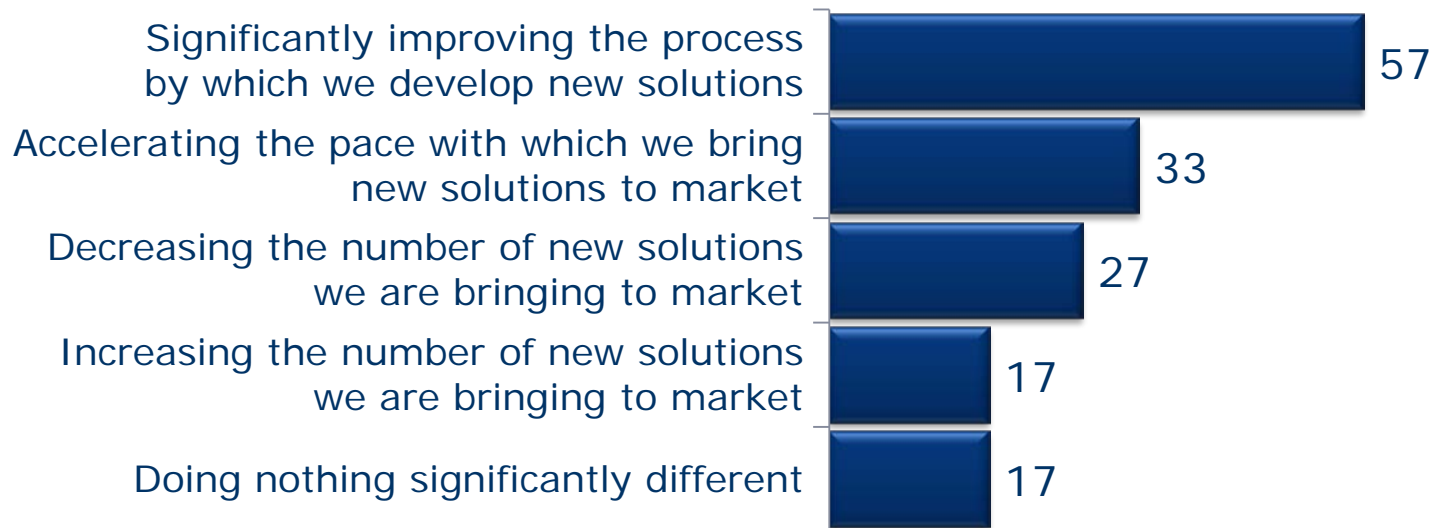 Significantly improving the process
by which we develop new solutions
57
Accelerating the pace with which we bring
new solutions to market
33
Decreasing the number of new solutions
we are bringing to market
27
Increasing the number of new solutions
we are bringing to market
17
Doing nothing significantly different
17